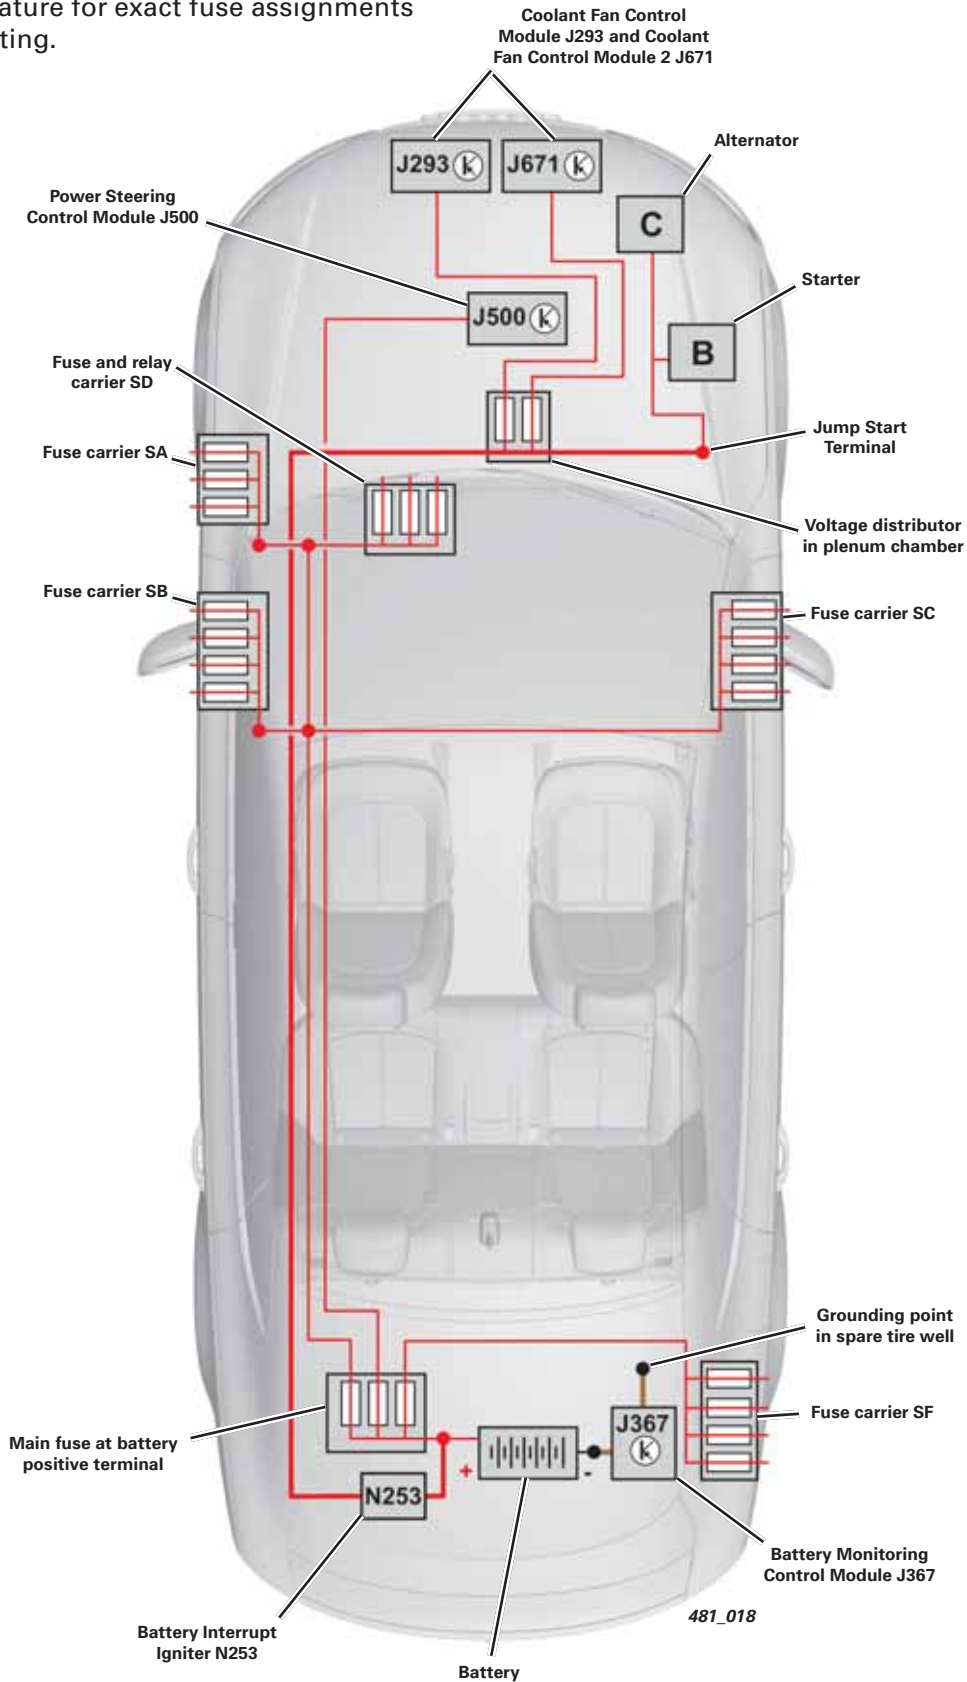 ature for exact fuse assignments
ting.
Coolant Fan Control
Module J293 and Coolant
Fan Control Module 2 J671
J293
J671
Alternator
C
Power Steering
Control Module J500
Starter
J500
B
Fuse and relay
carrier SD
Jump Start
Terminal
Fuse carrier SA
Voltage distributor
in plenum chamber
Fuse carrier SB
Fuse carrier SC
Grounding point
in spare tire well
Fuse carrier SF
J367
Main fuse at battery
positive terminal
+
-
N253
Battery Monitoring
Control Module J367
481_018
Battery Interrupt
Igniter N253
Battery